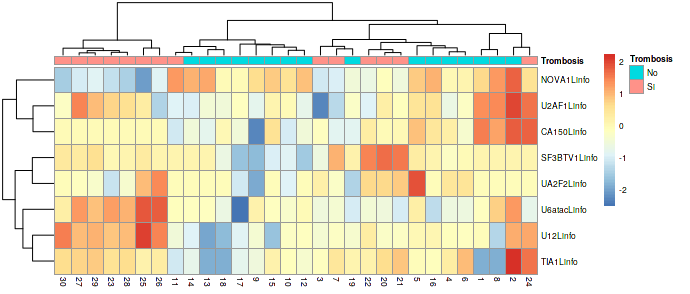 Trombosis
NOVA1Linfo
U2AF1Linfo
CA150Linfo
SF3BTV1Linfo
UA2F2Linfo
U6atacLinfo
U12Linfo
TIA1Linfo
30 27 29 23 28 25 26 11 14 13 18 17 9 15 10 12 3 7 19 22 20 21 5 16 4 6 1 8 2 24
2
1
0
-1
-2
Trombosis
No
Si